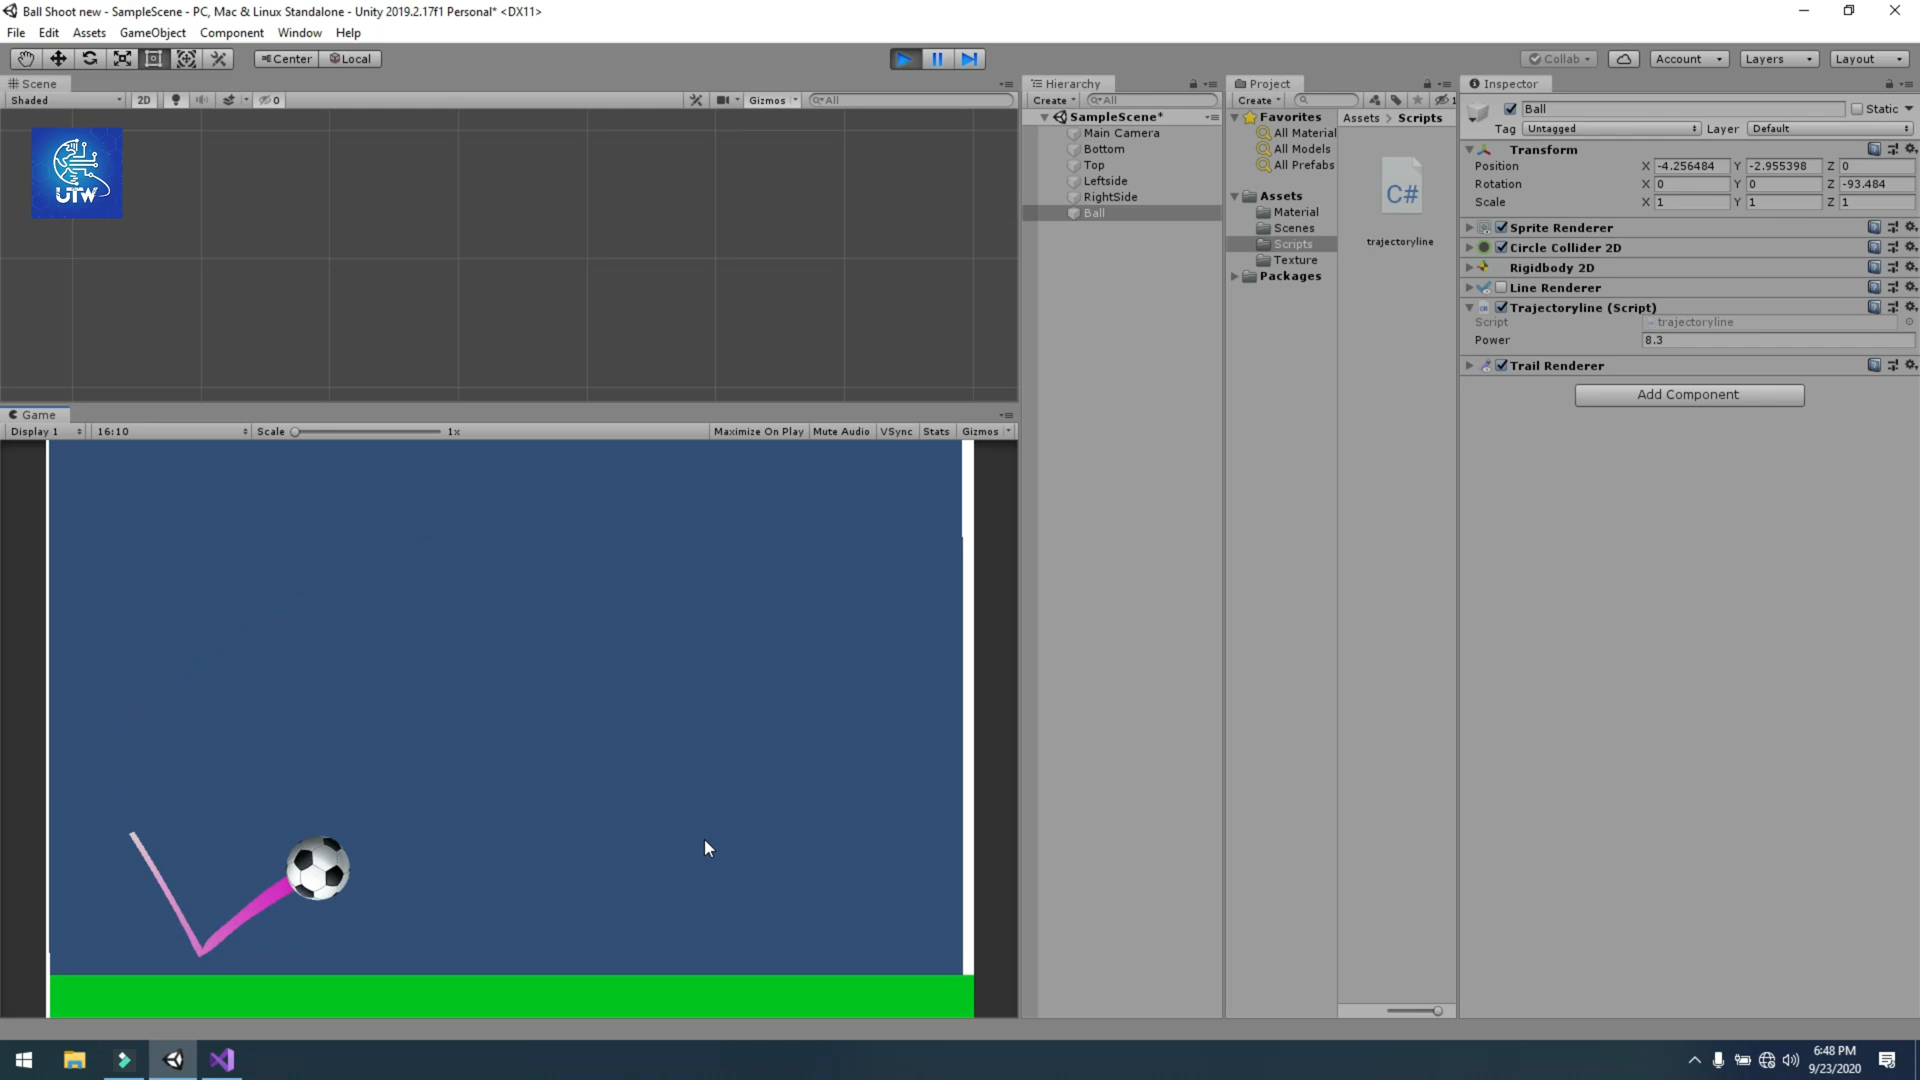 Ball Shoot new - SampleScene - PC, Mac & Linux Standalone - Unity 2019.2.17f1 Personal* <DX11>
File Edit Assets GameObject Component Window Help
Center Local
Collab Account Layers Layout
Scene
Shaded 2D 0 Gizmos All
UTW
Game
Display 1 16:10 Scale 1x Maximize On Play Mute Audio VSync Stats Gizmos
Hierarchy
Create All
SampleScene*
Main Camera
Bottom
Top
Leftside
RightSide
Ball
Project
Create 1
Favorites
All Material
All Models
All Prefabs
Assets
Material
Scenes
Scripts
Texture
Packages
Assets > Scripts
C#
trajectoryline
Inspector
Ball Static
Tag Untagged Layer Default
Transform
Position X -4.256484 Y -2.955398 Z 0
Rotation X 0 Y 0 Z -93.484
Scale X 1 Y 1 Z 1
Sprite Renderer
Circle Collider 2D
Rigidbody 2D
Line Renderer
Trajectoryline (Script)
Script trajectoryline
Power 8.3
Trail Renderer
Add Component
6:48 PM
9/23/2020